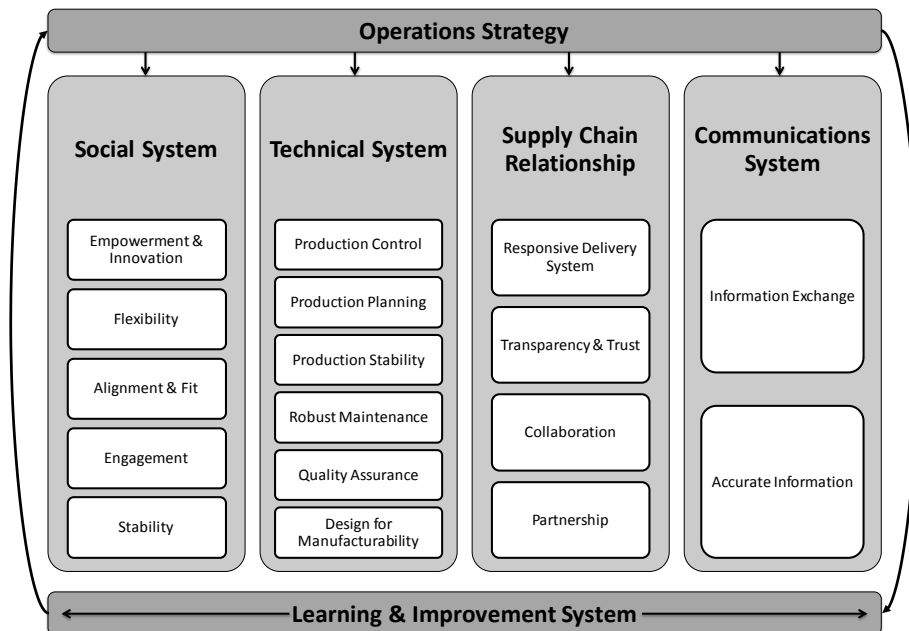 Operations Strategy
Social System
Empowerment &
Innovation
Flexibility
Alignment & Fit
Engagement
Stability
Technical System
Production Control
Production Planning
Production Stability
Robust Maintenance
Quality Assurance
Design for
Manufacturability
Supply Chain
Relationship
Responsive Delivery
System
Transparency & Trust
Collaboration
Partnership
Communications
System
Information Exchange
Accurate Information
Learning & Improvement System